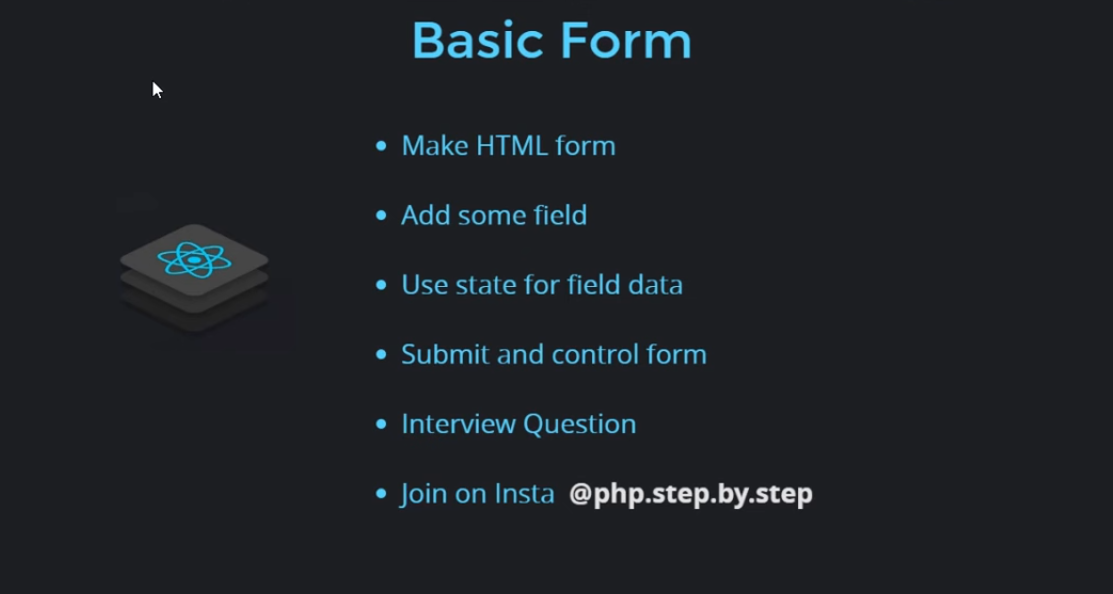 Basic Form
Make HTML form
Add some field
Use state for field data
Submit and control form
Interview Question
Join on Insta @php.step.by.step